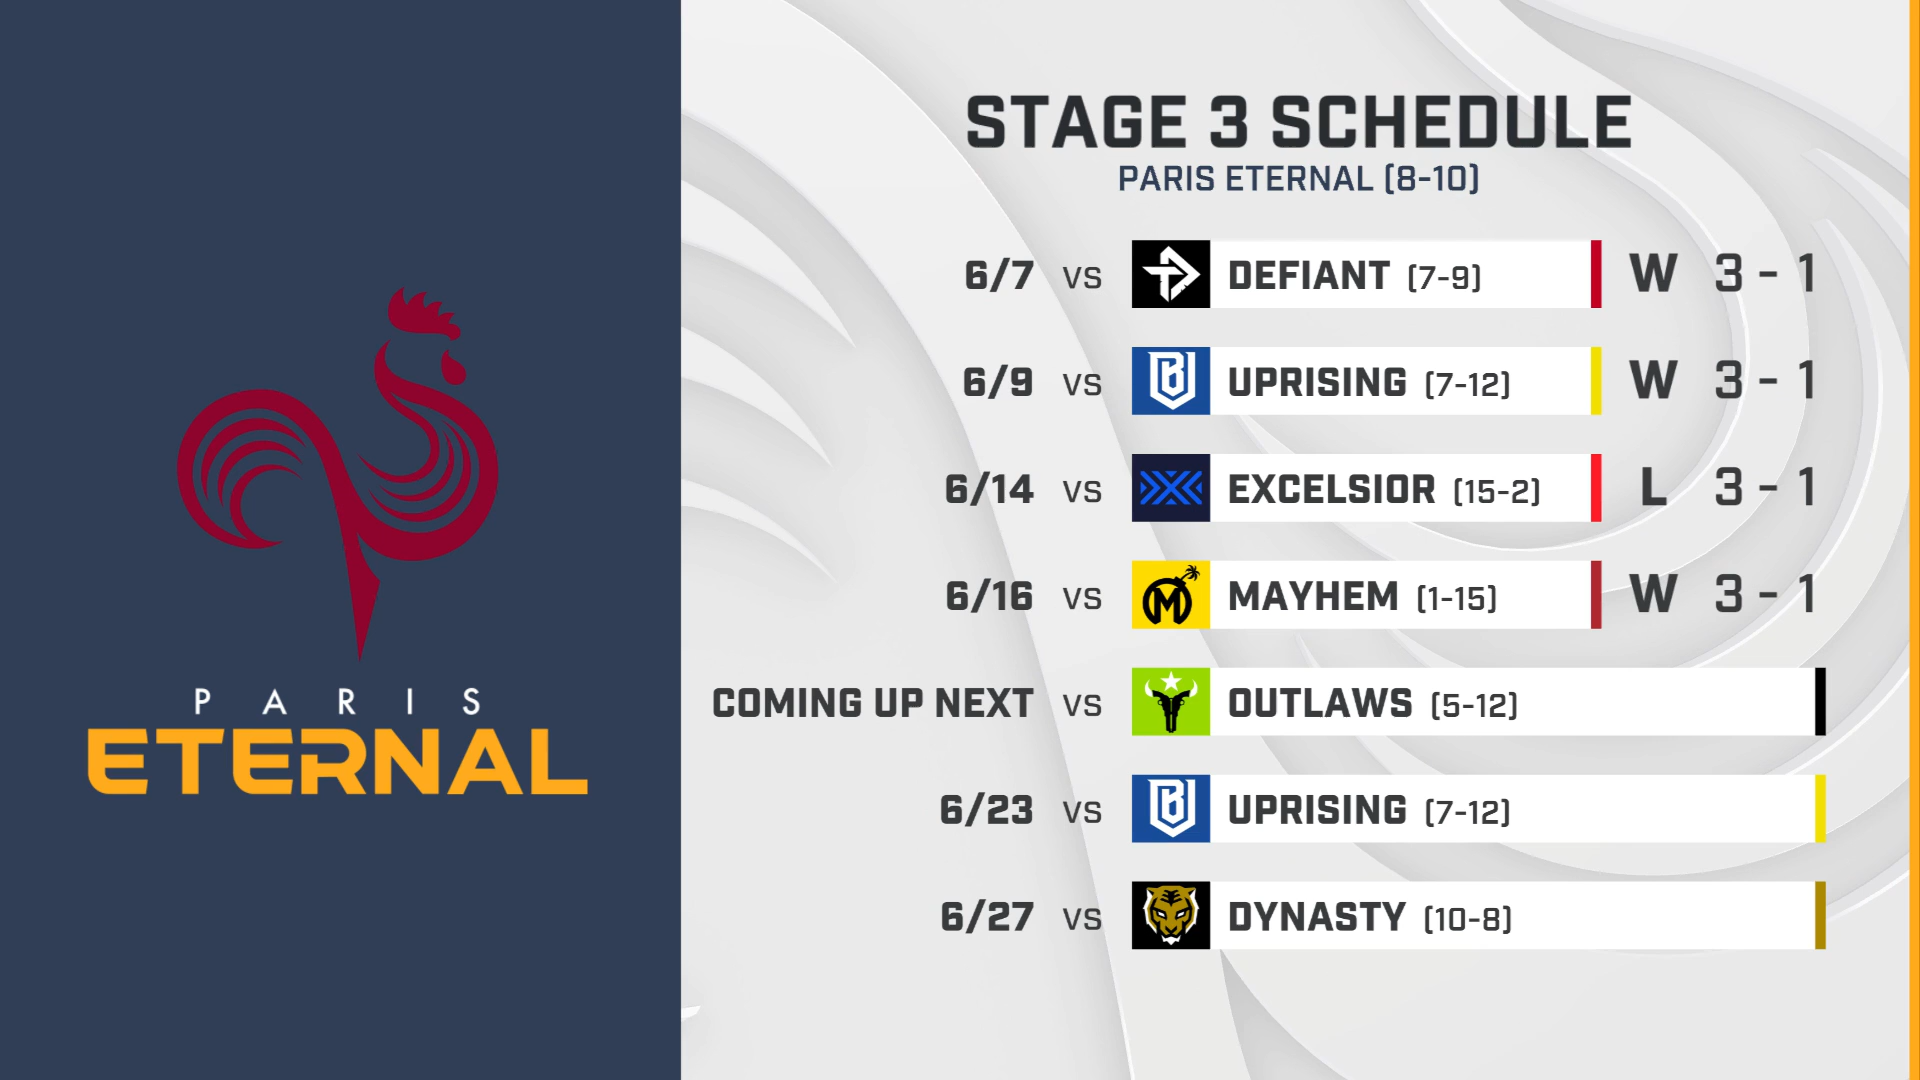 STAGE 3 SCHEDULE
PARIS ETERNAL (8-10)
6/7 VS DEFIANT (7-9) W 3 - 1
6/9 VS UPRISING (7-12) W 3 - 1
6/14 VS EXCELSIOR (15-2) L 3 - 1
6/16 VS MAYHEM (1-15) W 3 - 1
COMING UP NEXT VS OUTLAWS (5-12)
6/23 VS UPRISING (7-12)
6/27 VS DYNASTY (10-8)
PARIS
ETERNAL